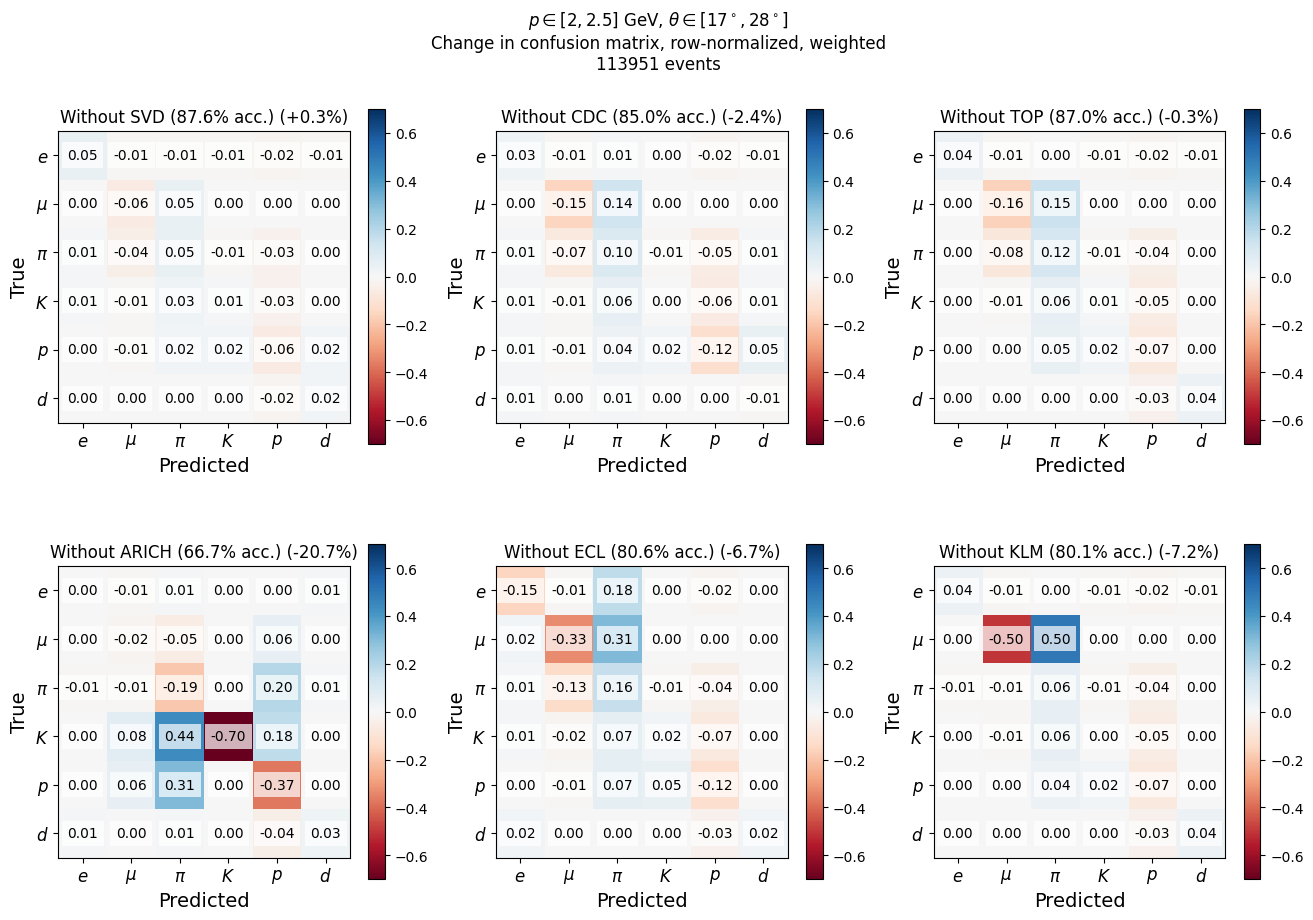 p ∈ [2, 2.5] GeV, θ ∈ [17°, 28°]
Change in confusion matrix, row-normalized, weighted
113951 events
Without SVD (87.6% acc.) (+0.3%)
True
e 0.05 -0.01 -0.01 -0.01 -0.02 -0.01
μ 0.00 -0.06 0.05 0.00 0.00 0.00
π 0.01 -0.04 0.05 -0.01 -0.03 0.00
K 0.01 -0.01 0.03 0.01 -0.03 0.00
p 0.00 -0.01 0.02 0.02 -0.06 0.02
d 0.00 0.00 0.00 0.00 -0.02 0.02
e μ π K p d
Predicted
0.6
0.4
0.2
0.0
−0.2
−0.4
−0.6
Without CDC (85.0% acc.) (-2.4%)
True
e 0.03 -0.01 0.01 0.00 -0.02 -0.01
μ 0.00 -0.15 0.14 0.00 0.00 0.00
π 0.01 -0.07 0.10 -0.01 -0.05 0.01
K 0.01 -0.01 0.06 0.00 -0.06 0.01
p 0.01 -0.01 0.04 0.02 -0.12 0.05
d 0.01 0.00 0.01 0.00 0.00 -0.01
e μ π K p d
Predicted
0.6
0.4
0.2
0.0
−0.2
−0.4
−0.6
Without TOP (87.0% acc.) (-0.3%)
True
e 0.04 -0.01 0.00 -0.01 -0.02 -0.01
μ 0.00 -0.16 0.15 0.00 0.00 0.00
π 0.00 -0.08 0.12 -0.01 -0.04 0.00
K 0.00 -0.01 0.06 0.01 -0.05 0.00
p 0.00 0.00 0.05 0.02 -0.07 0.00
d 0.00 0.00 0.00 0.00 -0.03 0.04
e μ π K p d
Predicted
0.6
0.4
0.2
0.0
−0.2
−0.4
−0.6
Without ARICH (66.7% acc.) (-20.7%)
True
e 0.00 -0.01 0.01 0.00 0.00 0.01
μ 0.00 -0.02 -0.05 0.00 0.06 0.00
π -0.01 -0.01 -0.19 0.00 0.20 0.01
K 0.00 0.08 0.44 -0.70 0.18 0.00
p 0.00 0.06 0.31 0.00 -0.37 0.00
d 0.01 0.00 0.01 0.00 -0.04 0.03
e μ π K p d
Predicted
0.6
0.4
0.2
0.0
−0.2
−0.4
−0.6
Without ECL (80.6% acc.) (-6.7%)
True
e -0.15 -0.01 0.18 0.00 -0.02 0.00
μ 0.02 -0.33 0.31 0.00 0.00 0.00
π 0.01 -0.13 0.16 -0.01 -0.04 0.00
K 0.01 -0.02 0.07 0.02 -0.07 0.00
p 0.00 -0.01 0.07 0.05 -0.12 0.00
d 0.02 0.00 0.00 0.00 -0.03 0.02
e μ π K p d
Predicted
0.6
0.4
0.2
0.0
−0.2
−0.4
−0.6
Without KLM (80.1% acc.) (-7.2%)
True
e 0.04 -0.01 0.00 -0.01 -0.02 -0.01
μ 0.00 -0.50 0.50 0.00 0.00 0.00
π -0.01 -0.01 0.06 -0.01 -0.04 0.00
K 0.00 -0.01 0.06 0.00 -0.05 0.00
p 0.00 0.00 0.04 0.02 -0.07 0.00
d 0.00 0.00 0.00 0.00 -0.03 0.04
e μ π K p d
Predicted
0.6
0.4
0.2
0.0
−0.2
−0.4
−0.6